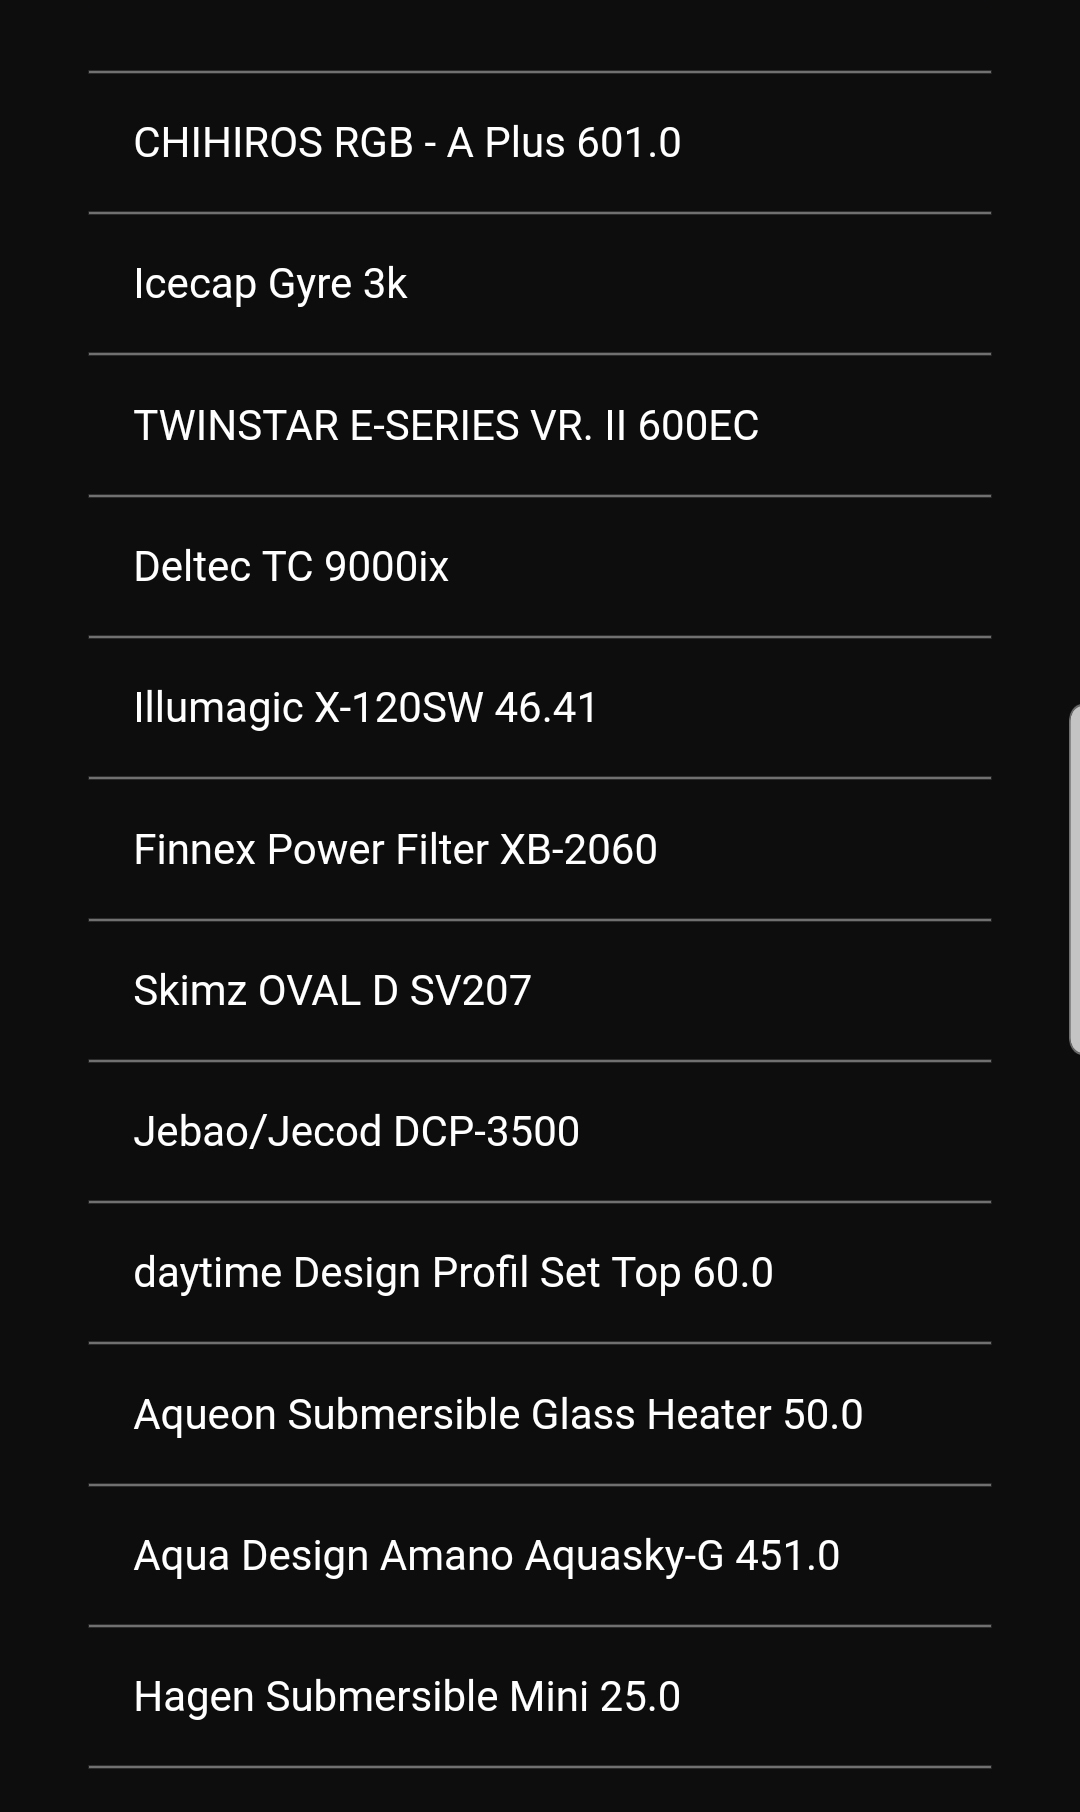 CHIHIROS RGB - A Plus 601.0
Icecap Gyre 3k
TWINSTAR E-SERIES VR. II 600EC
Deltec TC 9000ix
Illumagic X-120SW 46.41
Finnex Power Filter XB-2060
Skimz OVAL D SV207
Jebao/Jecod DCP-3500
daytime Design Profil Set Top 60.0
Aqueon Submersible Glass Heater 50.0
Aqua Design Amano Aquasky-G 451.0
Hagen Submersible Mini 25.0